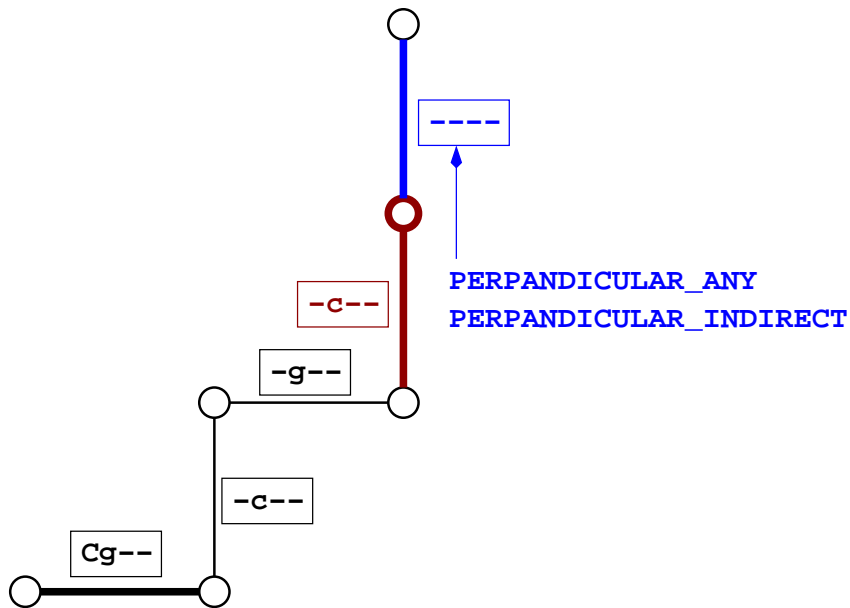 ----
PERPANDICULAR_ANY
-c--
PERPANDICULAR_INDIRECT
-g--
-c--
Cg--